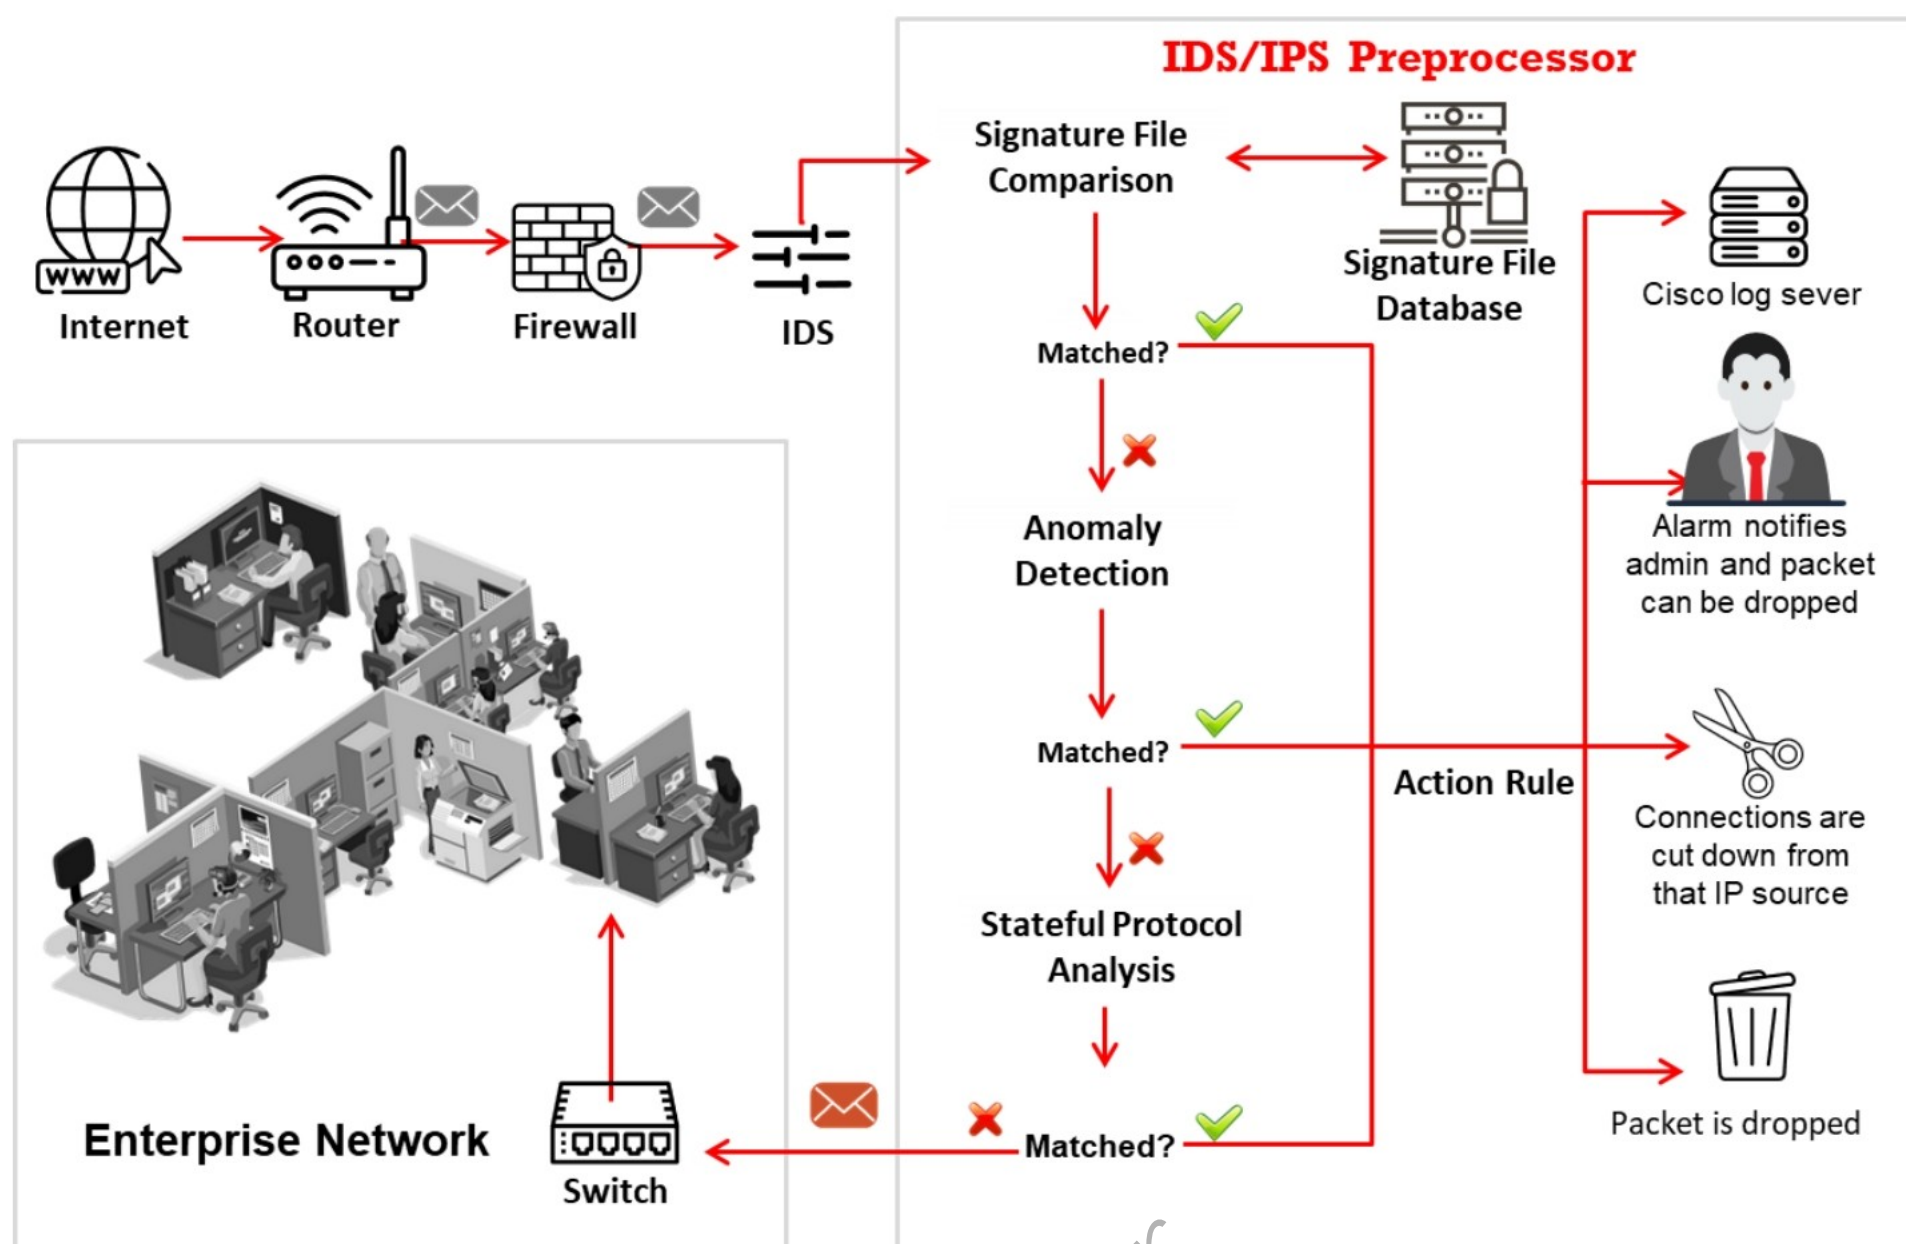 IDS/IPS Preprocessor
Signature File
Comparison
Signature File
Database
WWW
Internet
Router
Firewall
IDS
Cisco log sever
Matched?
Alarm notifies
admin and packet
can be dropped
Anomaly
Detection
Matched?
Action Rule
Connections are
cut down from
that IP source
Stateful Protocol
Analysis
Matched?
Packet is dropped
Enterprise Network
Switch